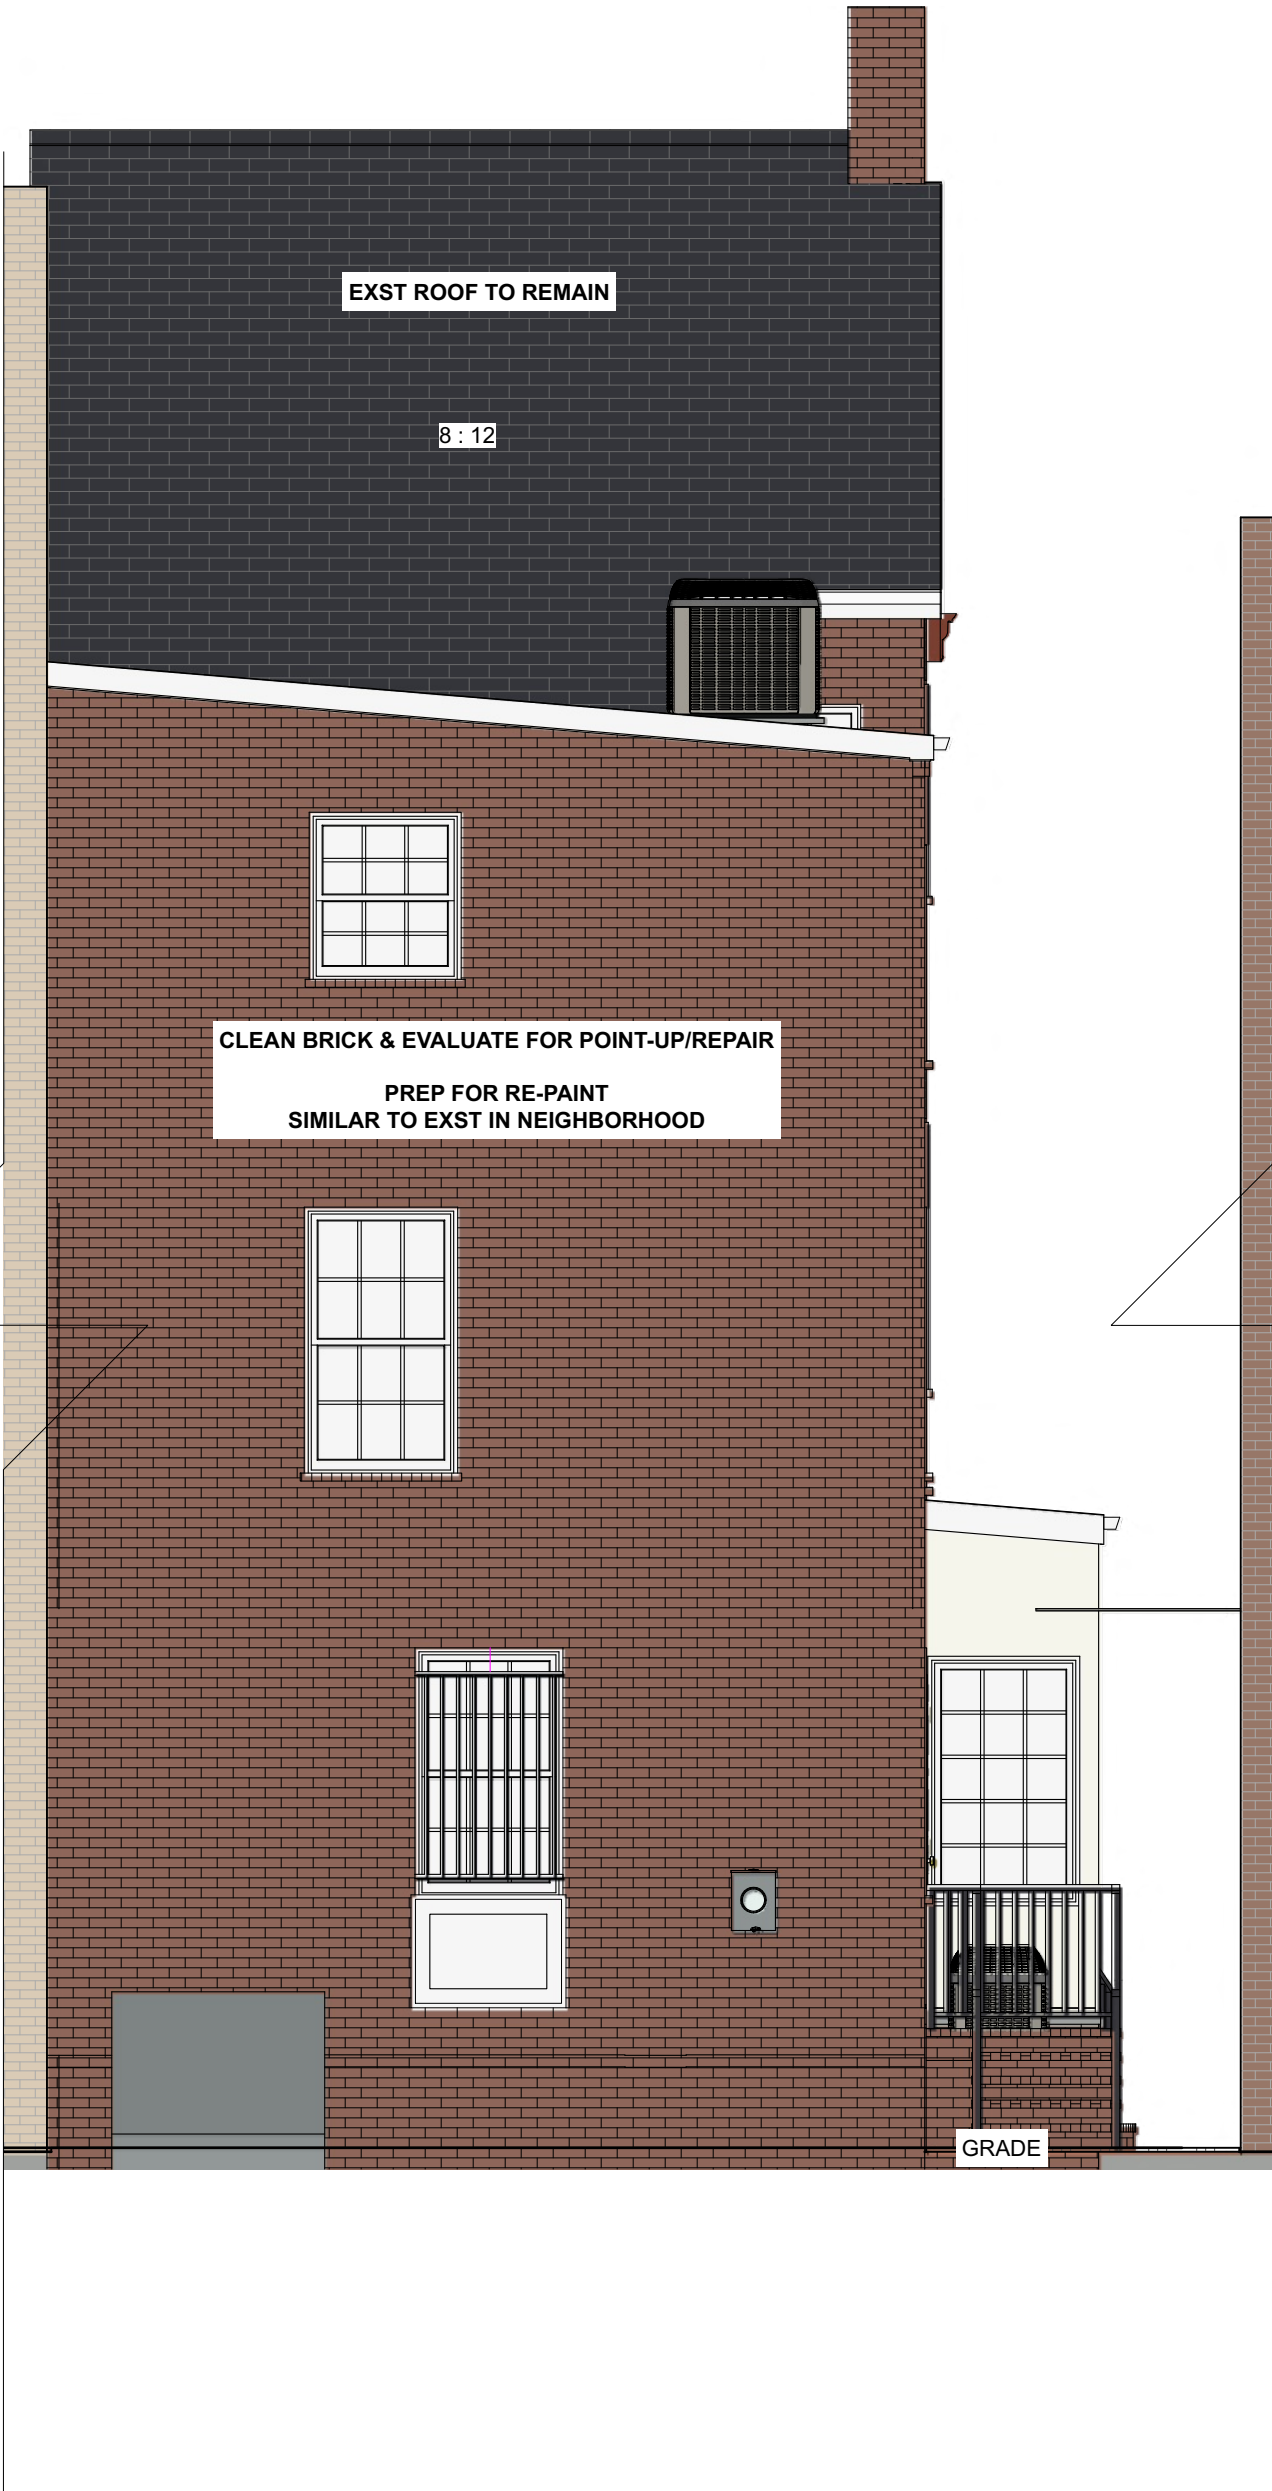 EXST ROOF TO REMAIN
8 : 12
CLEAN BRICK & EVALUATE FOR POINT-UP/REPAIR
PREP FOR RE-PAINT
SIMILAR TO EXST IN NEIGHBORHOOD
GRADE